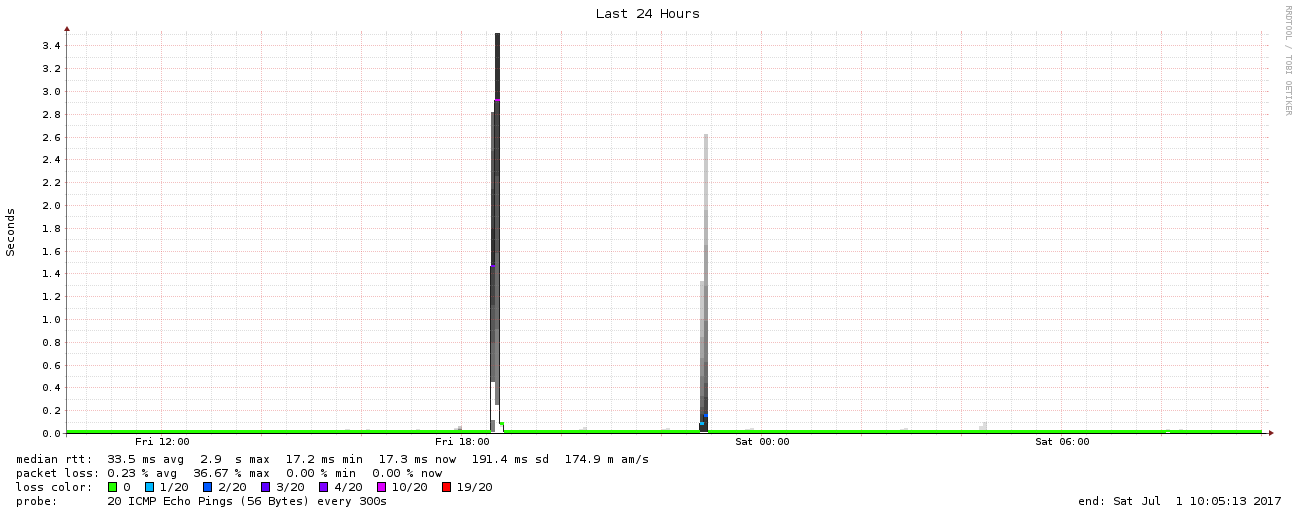 Last 24 Hours
RRDTOOL / TOBI OETIKER
Seconds
3.4
3.2
3.0
2.8
2.6
2.4
2.2
2.0
1.8
1.6
1.4
1.2
1.0
0.8
0.6
0.4
0.2
0.0
Fri 12:00 Fri 18:00 Sat 00:00 Sat 06:00
median rtt: 33.5 ms avg 2.9 s max 17.2 ms min 17.3 ms now 191.4 ms sd 174.9 m am/s
packet loss: 0.23 % avg 36.67 % max 0.00 % min 0.00 % now
loss color: 0 1/20 2/20 3/20 4/20 10/20 19/20
probe: 20 ICMP Echo Pings (56 Bytes) every 300s end: Sat Jul 1 10:05:13 2017